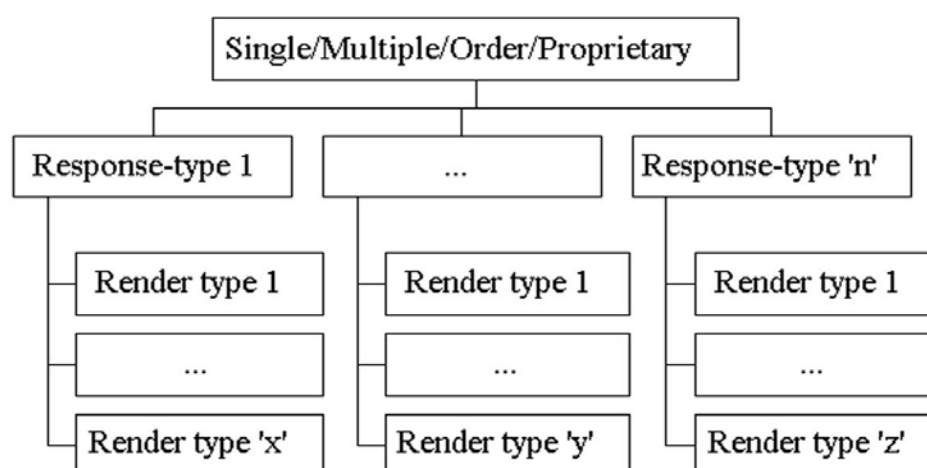 Single/Multiple/Order/Proprietary
Response-type 1
...
Response-type 'n'
Render type 1
Render type 1
Render type 1
...
...
...
Render type 'x'
Render type 'y'
Render type 'z'